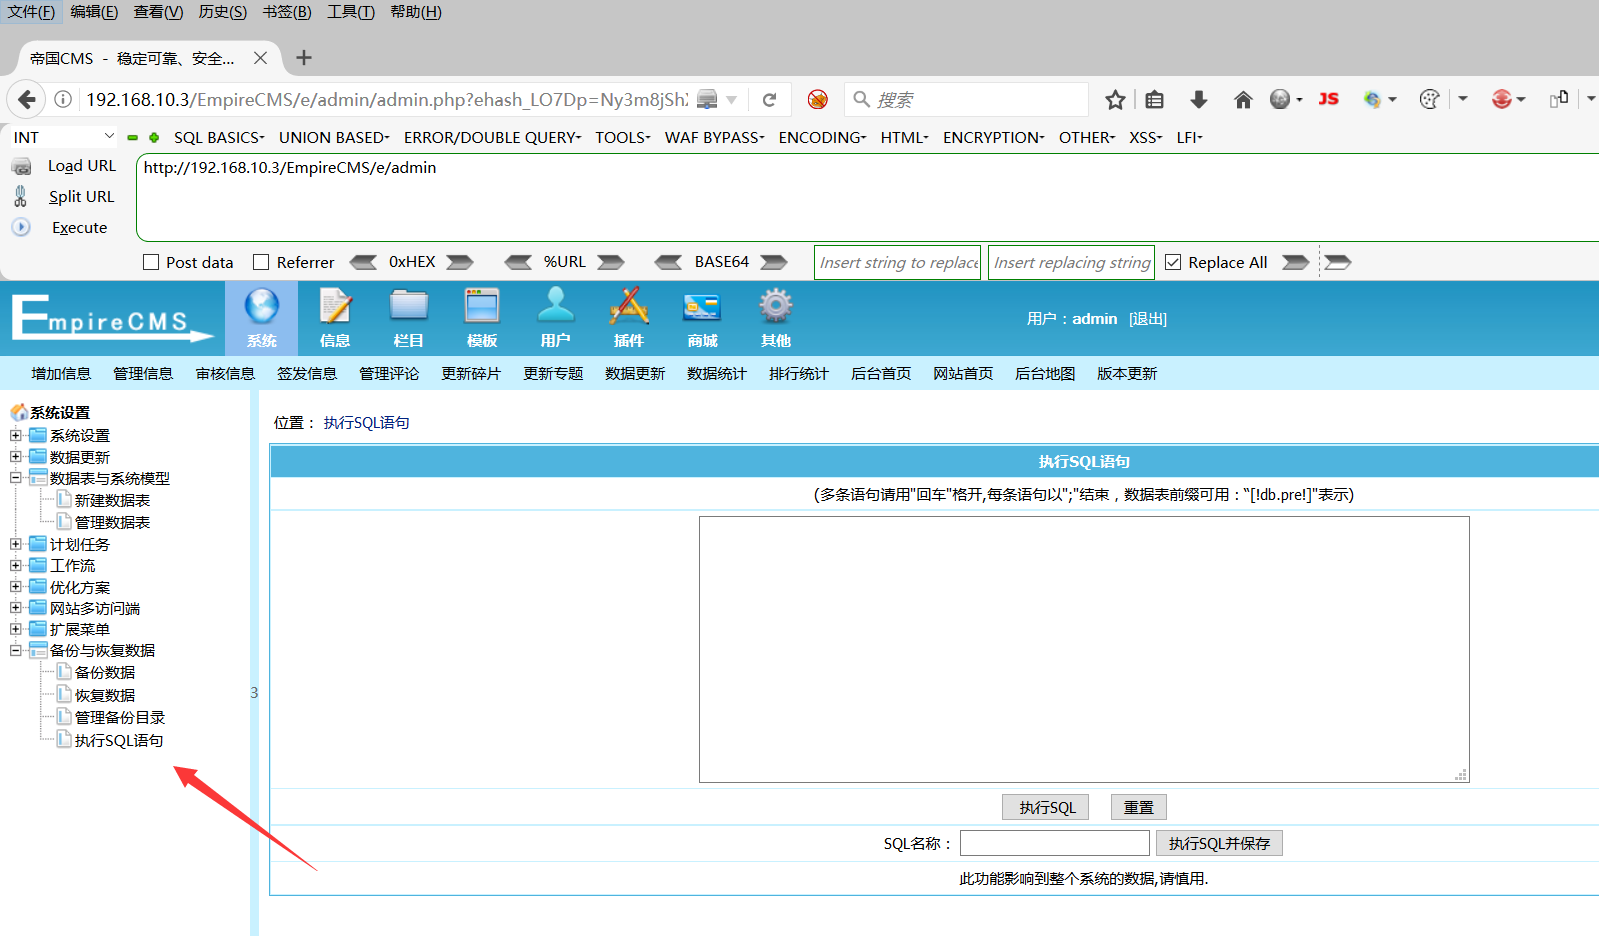 文件(F) 编辑(E) 查看(V) 历史(S) 书签(B) 工具(T) 帮助(H)
帝国CMS - 稳定可靠、安全...
192.168.10.3/EmpireCMS/e/admin/admin.php?ehash_LO7Dp=Ny3m8jSh
搜索
JS
INT
SQL BASICS UNION BASED ERROR/DOUBLE QUERY TOOLS WAF BYPASS ENCODING HTML ENCRYPTION OTHER XSS LFI
Load URL
http://192.168.10.3/EmpireCMS/e/admin
Split URL
Execute
Post data Referrer 0xHEX %URL BASE64 Insert string to replace Insert replacing string Replace All
EmpireCMS
系统 信息 栏目 模板 用户 插件 商城 其他
用户：admin [退出]
增加信息 管理信息 审核信息 签发信息 管理评论 更新碎片 更新专题 数据更新 数据统计 排行统计 后台首页 网站首页 后台地图 版本更新
系统设置
系统设置
数据更新
数据表与系统模型
新建数据表
管理数据表
计划任务
工作流
优化方案
网站多访问端
扩展菜单
备份与恢复数据
备份数据
恢复数据
管理备份目录
执行SQL语句
3
位置： 执行SQL语句
执行SQL语句
(多条语句请用"回车"格开,每条语句以";"结束，数据表前缀可用：“[!db.pre!]"表示)
执行SQL 重置
SQL名称： 执行SQL并保存
此功能影响到整个系统的数据,请慎用.